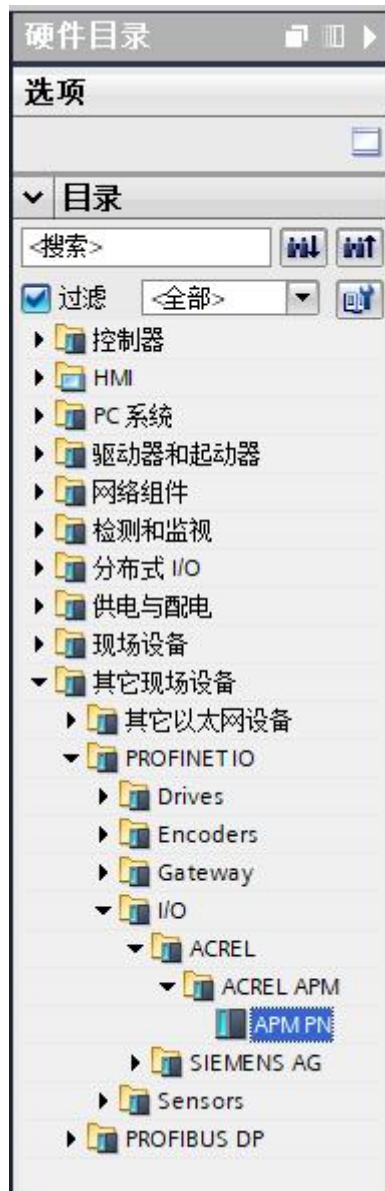 硬件目录
选项
目录
<搜索>
过滤 <全部>
控制器
HMI
PC 系统
驱动器和起动器
网络组件
检测和监视
分布式 I/O
供电与配电
现场设备
其它现场设备
其它以太网设备
PROFINET IO
Drives
Encoders
Gateway
I/O
ACREL
ACREL APM
APM PN
SIEMENS AG
Sensors
PROFIBUS DP